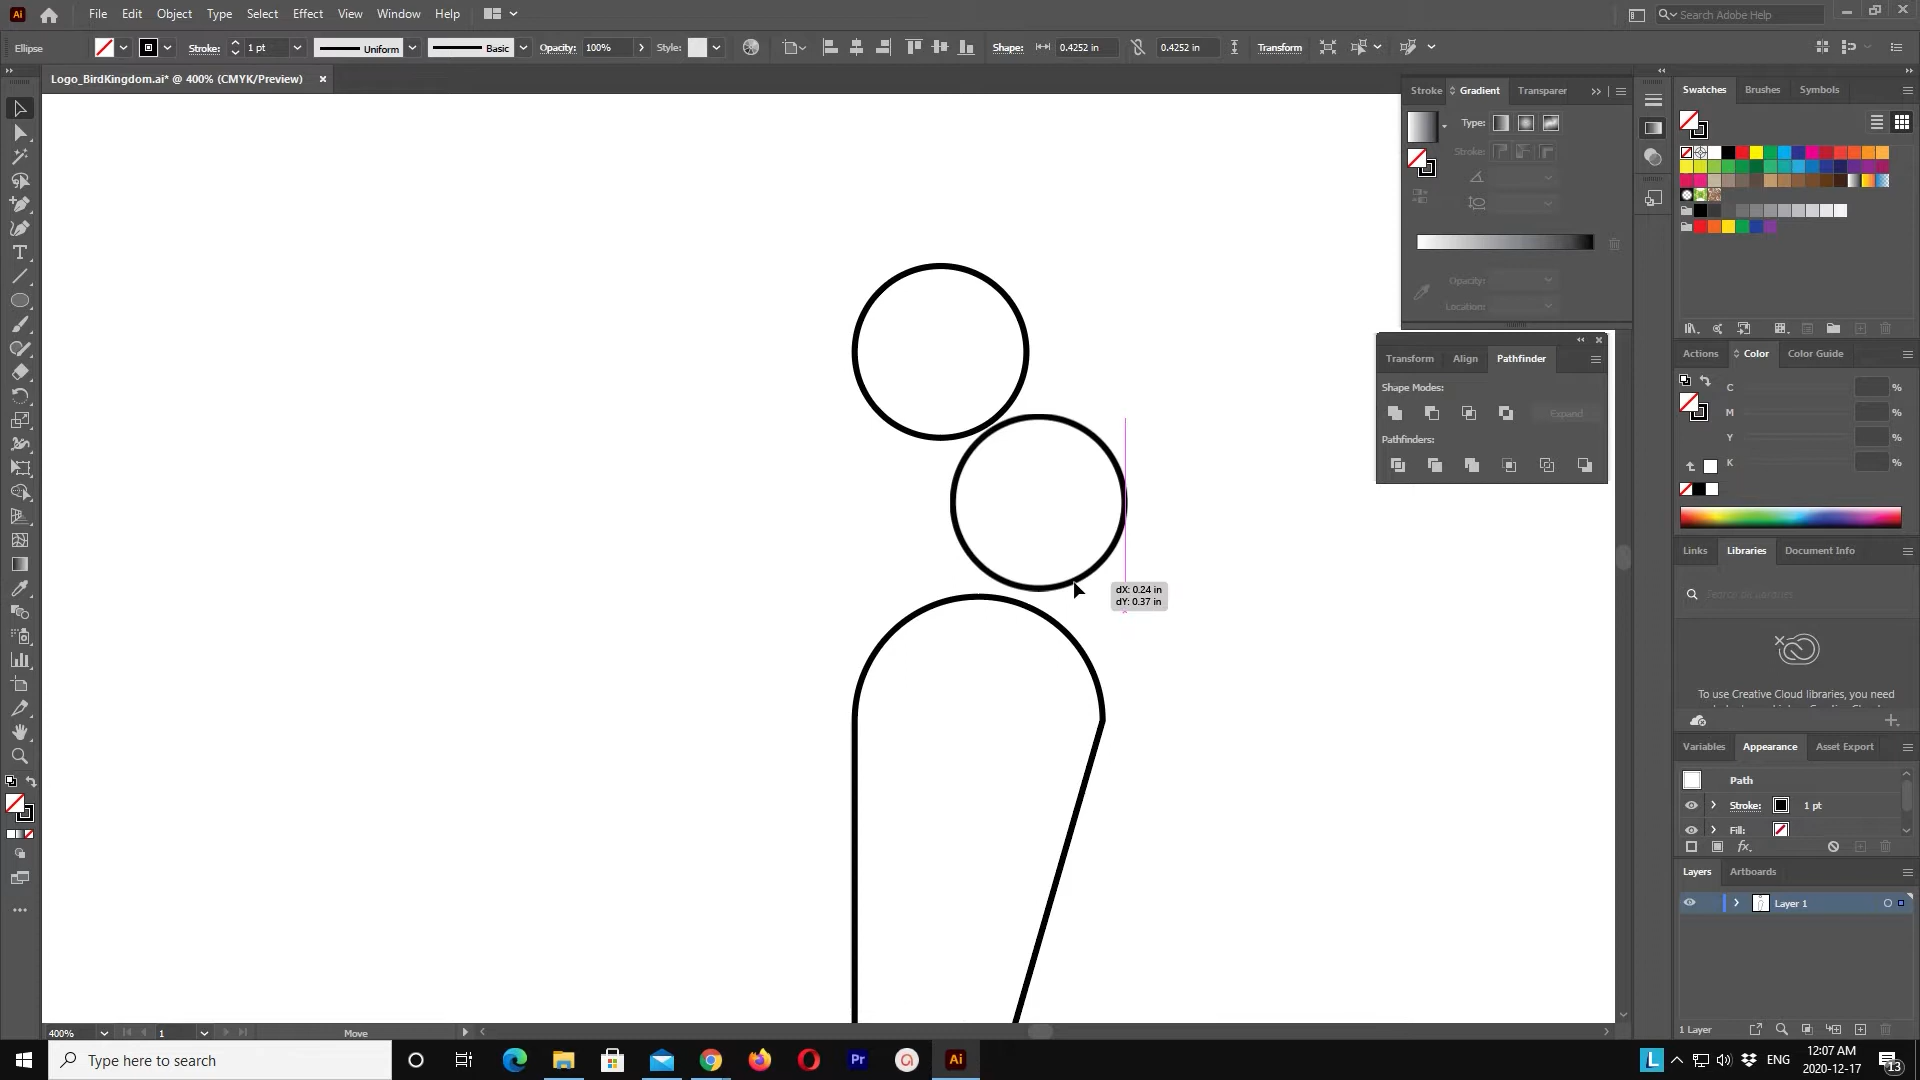 Ai File Edit Object Type Select Effect View Window Help Search Adobe Help
Ellipse Stroke: 1 pt Uniform Basic Opacity: 100% Style: Shape: 0.4252 in 0.4252 in Transform
Logo_BirdKingdom.ai* @ 400% (CMYK/Preview)
Stroke Gradient Transparer
Type:
Stroke:
Opacity:
Location:
Swatches Brushes Symbols
Transform Align Pathfinder
Shape Modes:
Expand
Pathfinders:
Actions Color Color Guide
C %
M %
Y %
K %
Links Libraries Document Info
To use Creative Cloud libraries, you need
Variables Appearance Asset Export
Path
Stroke: 1 pt
Fill:
fx
Layers Artboards
Layer 1
1 Layer
dX: 0.24 in
dY: 0.37 in
400% 1 Move
Type here to search Pr Ai L ENG 12:07 AM
2020-12-17
13